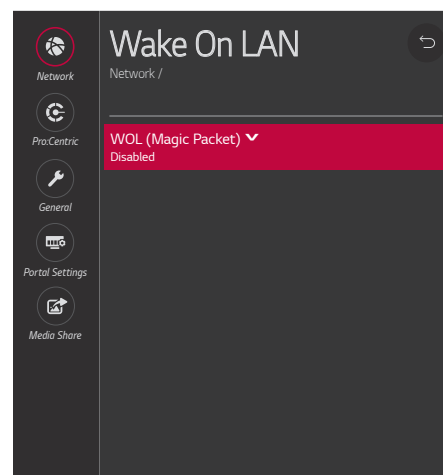 Wake On LAN
Network /
Network
Pro:Centric
General
Portal Settings
Media Share
WOL (Magic Packet)
Disabled